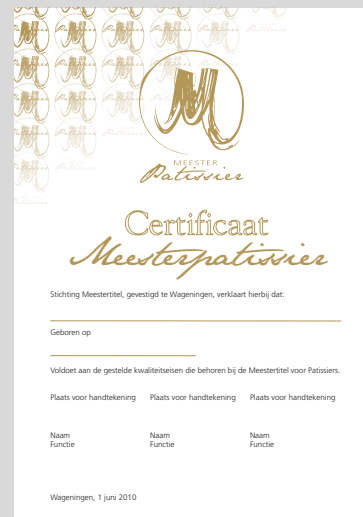 MEESTER
Patissier
Certificaat
Meesterpatissier
Stichting Meestertitel, gevestigd te Wageningen, verklaart hierbij dat:
Geboren op
Voldoet aan de gestelde kwaliteitseisen die behoren bij de Meestertitel voor Patissiers.
Plaats voor handtekening Plaats voor handtekening Plaats voor handtekening
Naam Naam Naam
Functie Functie Functie
Wageningen, 1 juni 2010